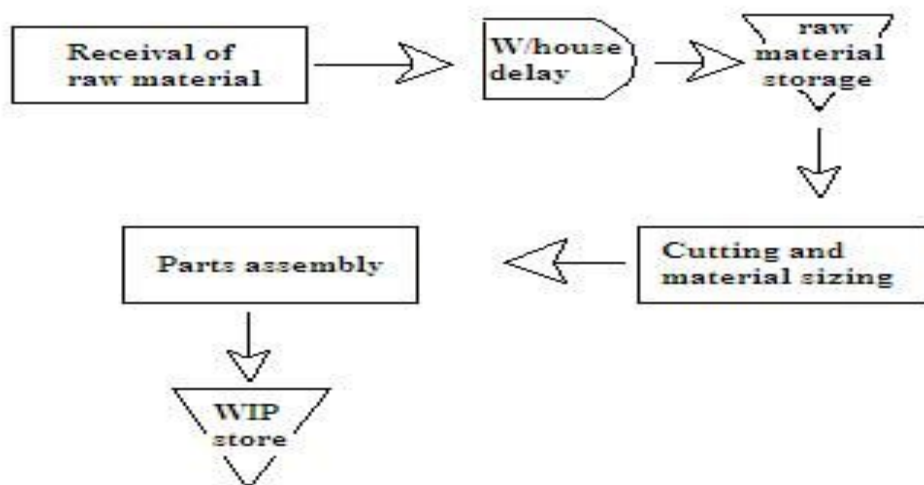 Receival of
raw material
W/house
delay
raw
material
storage
Cutting and
material sizing
Parts assembly
WIP
store